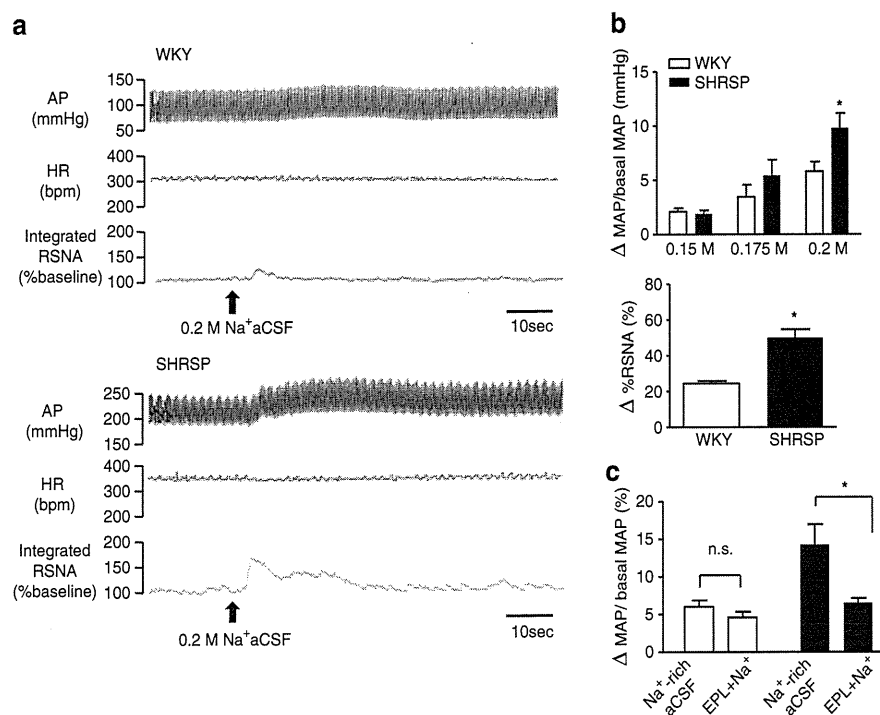 a
WKY
AP
(mmHg)
150
100
50
HR
(bpm)
400
300
200
Integrated
RSNA
(%baseline)
200
150
100
0.2 M Na⁺aCSF
10sec
SHRSP
AP
(mmHg)
250
200
150
HR
(bpm)
400
300
200
Integrated
RSNA
(%baseline)
200
150
100
0.2 M Na⁺aCSF
10sec
b
Δ MAP/basal MAP (mmHg)
15
10
5
0
WKY
SHRSP
*
0.15 M 0.175 M 0.2 M
Δ %RSNA (%)
80
60
40
20
0
*
WKY SHRSP
c
Δ MAP/ basal MAP (%)
20
15
10
5
0
n.s.
*
Na⁺-rich
aCSF
EPL+Na⁺
Na⁺-rich
aCSF
EPL+Na⁺